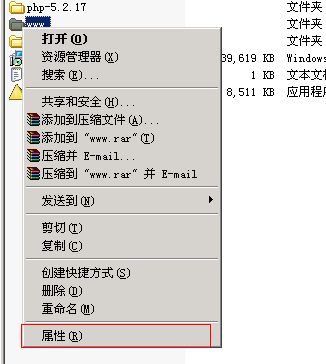 php-5.2.17 文件夹
www 文件夹
打开(O) 文件夹
资源管理器(X) 39,619 KB Windows
搜索(E)... 1 KB 文本文档
8,511 KB 应用程序
共享和安全(H)...
添加到压缩文件(A)...
添加到 "www.rar"(T)
压缩并 E-mail...
压缩到 "www.rar" 并 E-mail
发送到(N)
剪切(T)
复制(C)
创建快捷方式(S)
删除(D)
重命名(M)
属性(R)